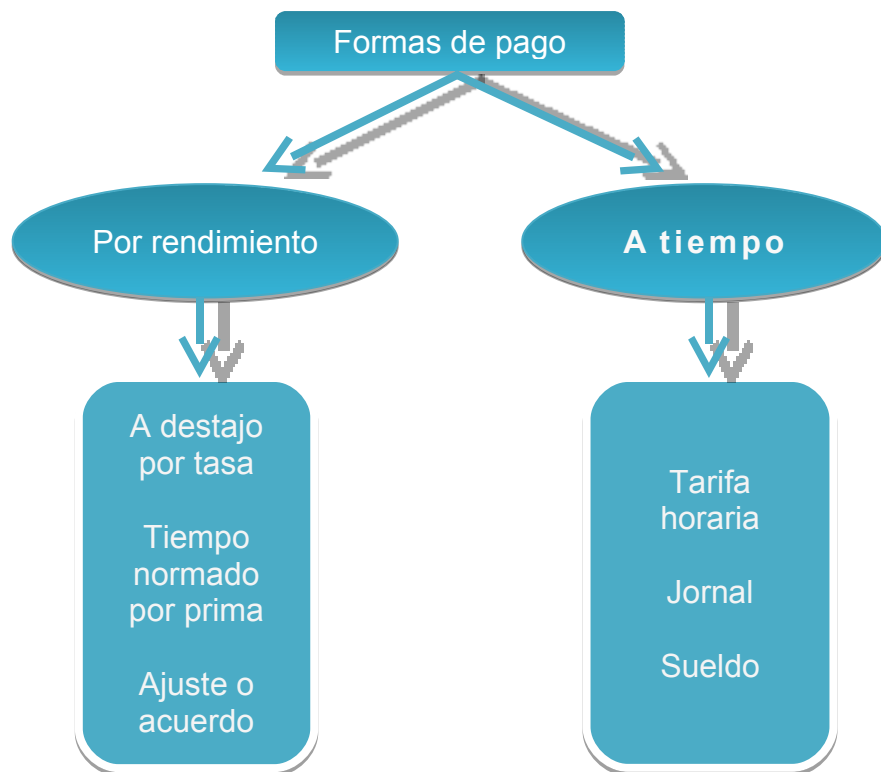 Formas de pago
Por rendimiento
A tiempo
A destajo
por tasa
Tiempo
normado
por prima
Ajuste o
acuerdo
Tarifa
horaria
Jornal
Sueldo